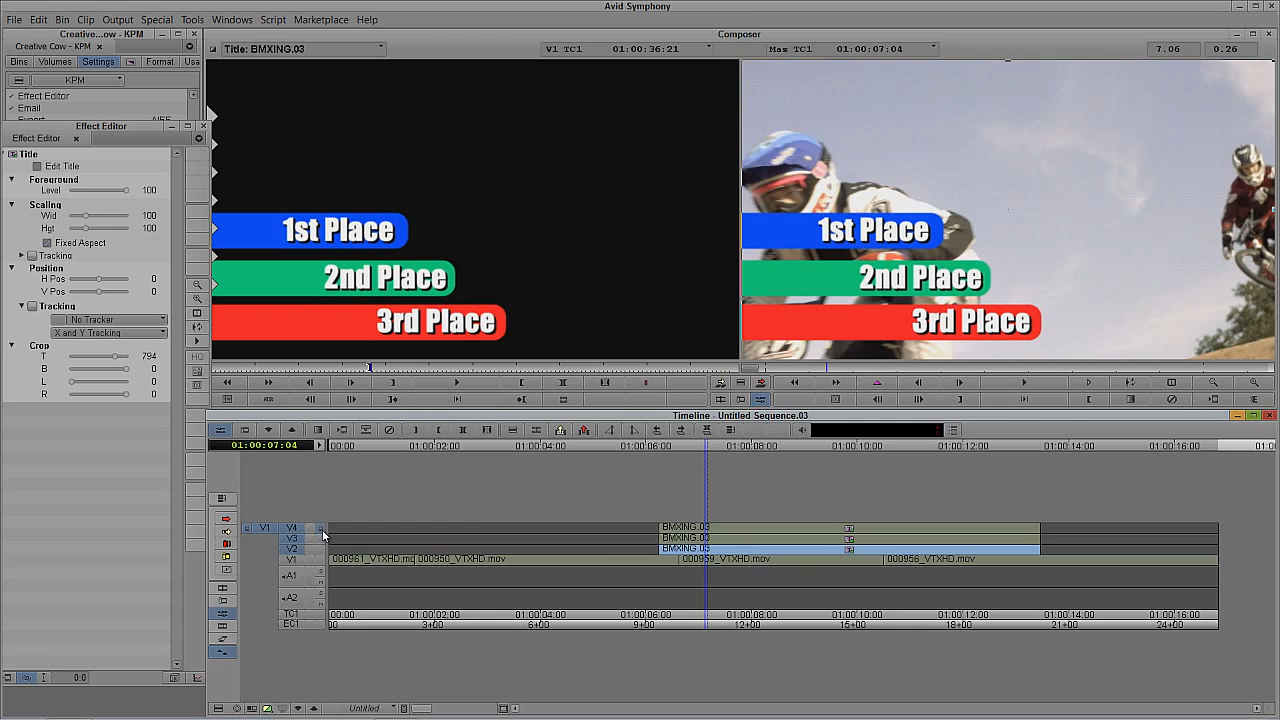 Avid Symphony
File Edit Bin Clip Output Special Tools Windows Script Marketplace Help
Creative...ow - KPM
Composer
Creative Cow - KPM
Title: BMXING.03
V1 TC1 01:00:36:21
Mas TC1 01:00:07:04
7.06 0.26
Bins Volumes Settings Format Usa
KPM
Effect Editor
Email
Effect Editor
Effect Editor
Title
Edit Title
Foreground
Level 100
Scaling
Wid 100
Hgt 100
Fixed Aspect
Tracking
Position
H Pos 0
V Pos 0
Tracking
No Tracker
X and Y Tracking
Crop
T 794
B 0
L 0
R 0
HQ
0:0
1st Place
2nd Place
3rd Place
1st Place
2nd Place
3rd Place
Timeline - Untitled Sequence.03
01:00:07:04
00:00 01:00:02:00 01:00:04:00 01:00:06:00 01:00:08:00 01:00:10:00 01:00:12:00 01:00:14:00 01:00:16:00 01:0
V1 V4 BMXING.03
V3 BMXING.03
V2 BMXING.03
V1 000961_VTXHD.mo 000950_VTXHD.mov 000959_VTXHD.mov 000956_VTXHD.mov
A1
A2
TC1 00:00 01:00:02:00 01:00:04:00 01:00:06:00 01:00:08:00 01:00:10:00 01:00:12:00 01:00:14:00 01:00:16:00
EC1 00 3+00 6+00 9+00 12+00 15+00 18+00 21+00 24+00
Untitled